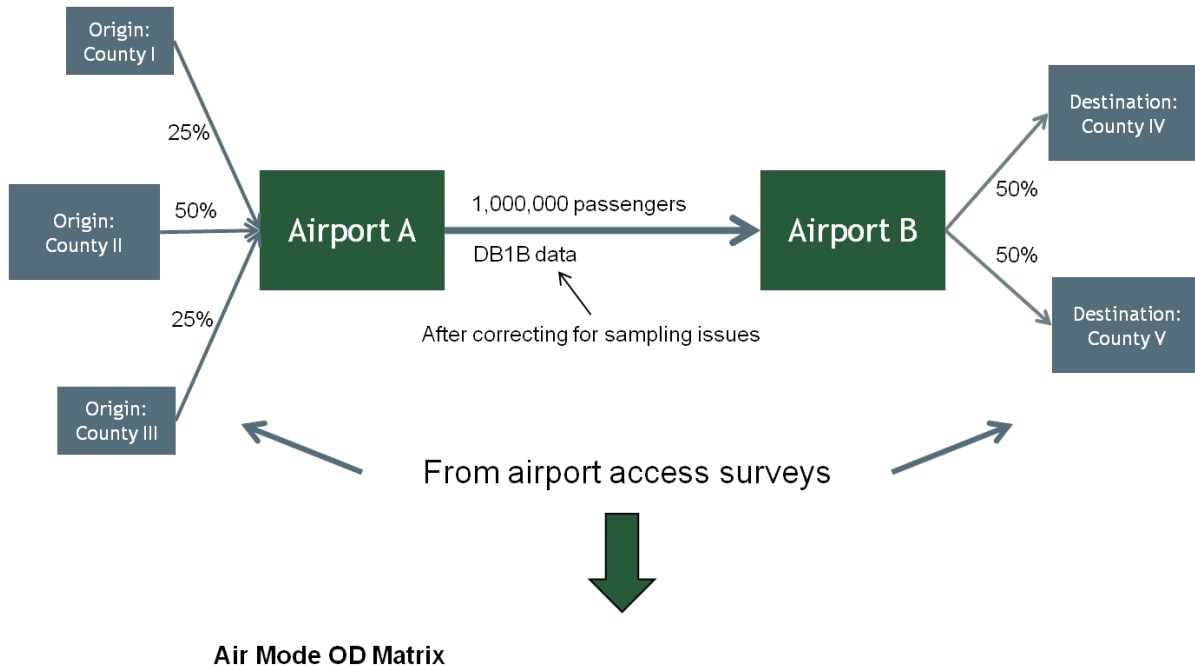 Origin:
County I
25%
Origin:
County II
50%
25%
Origin:
County III
Airport A
1,000,000 passengers
DB1B data
After correcting for sampling issues
Airport B
50%
50%
Destination:
County IV
Destination:
County V
From airport access surveys
Air Mode OD Matrix